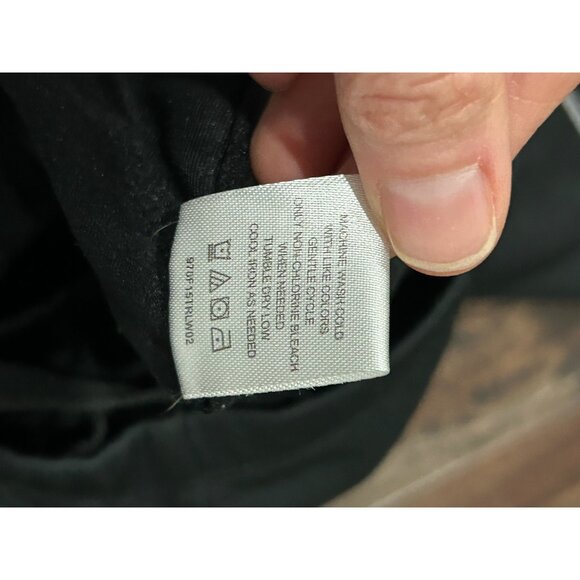 MACHINE WASH COLD
WITH LIKE COLORS
GENTLE CYCLE
ONLY NON-CHLORINE BLEACH
WHEN NEEDED
TUMBLE DRY LOW
COOL IRON AS NEEDED
970F151RLW02